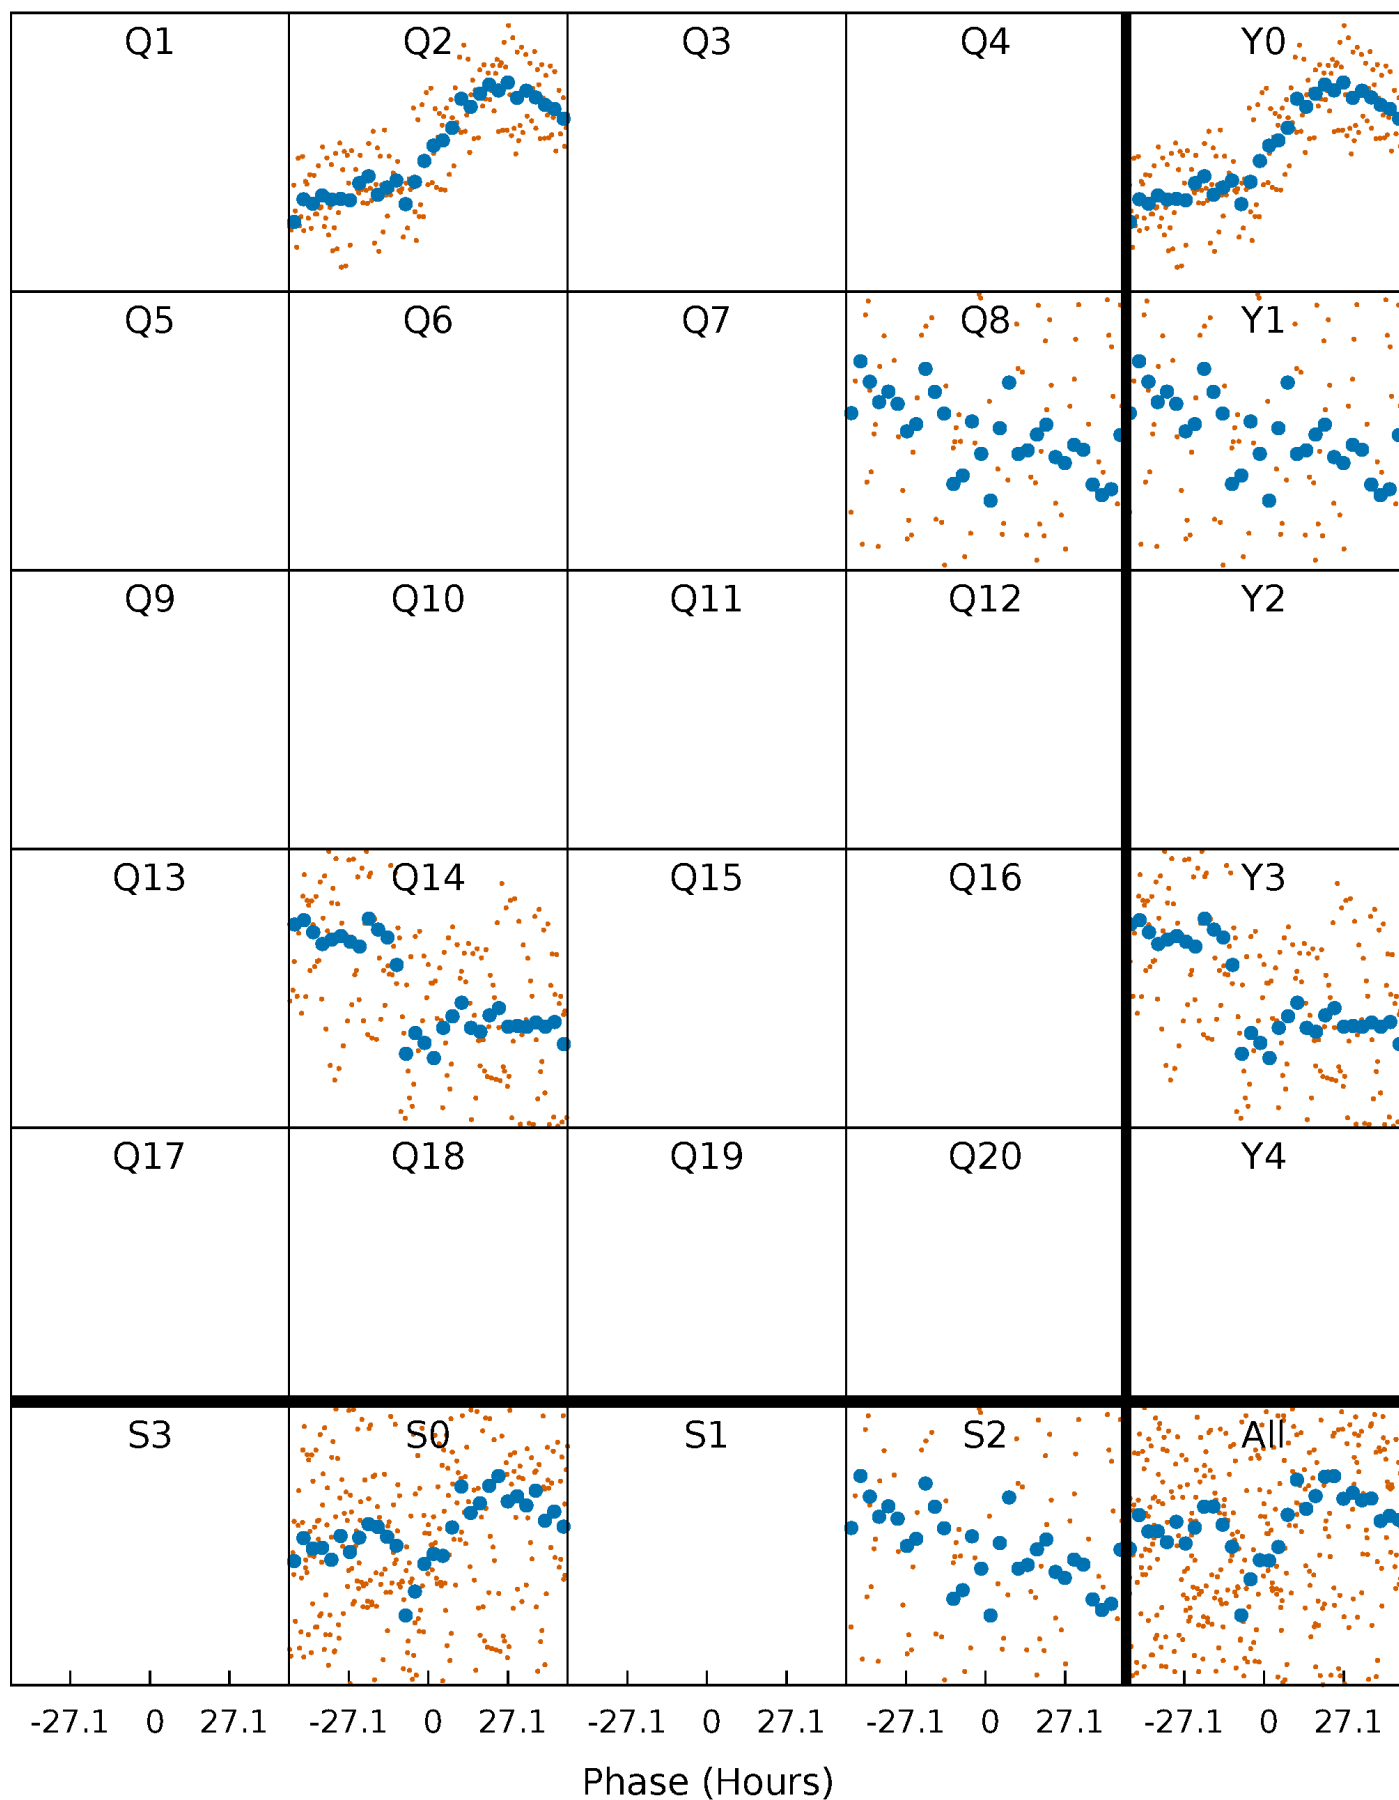 Q1 Q2 Q3 Q4 Y0
Q5 Q6 Q7 Q8 Y1
Q9 Q10 Q11 Q12 Y2
Q13 Q14 Q15 Q16 Y3
Q17 Q18 Q19 Q20 Y4
S3 S0 S1 S2 All
-27.1 0 27.1 -27.1 0 27.1 -27.1 0 27.1 -27.1 0 27.1 -27.1 0 27.1
Phase (Hours)